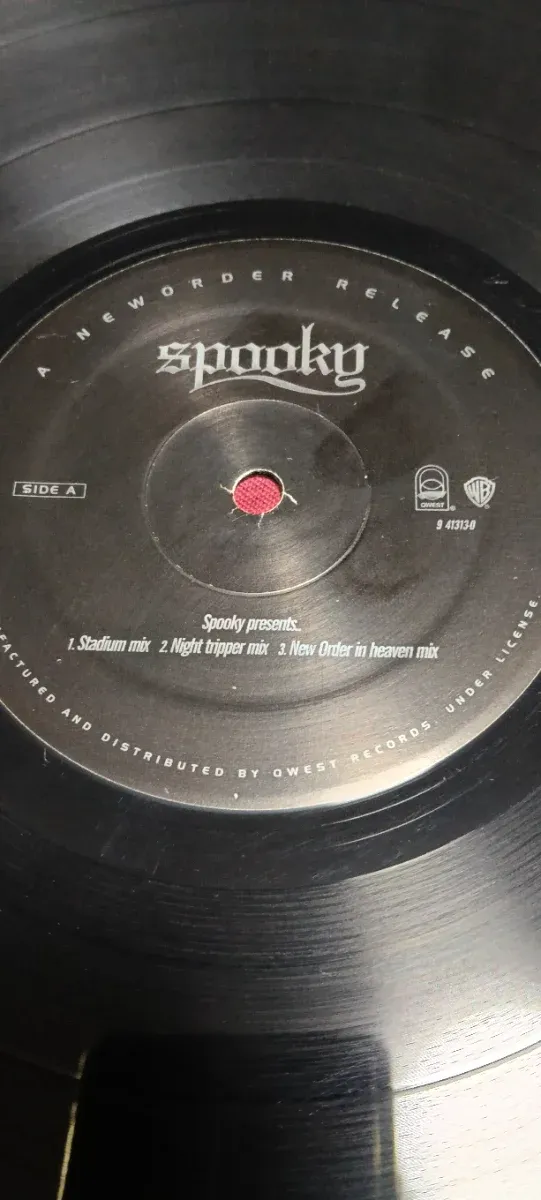 A NEWORDER RELEASE
spooky
SIDE A
QWEST
WB
9 41313-0
Spooky presents..
1. Stadium mix 2. Night tripper mix 3. New Order in heaven mix
AND DISTRIBUTED BY QWEST RECORDS. UNDER LICENSE